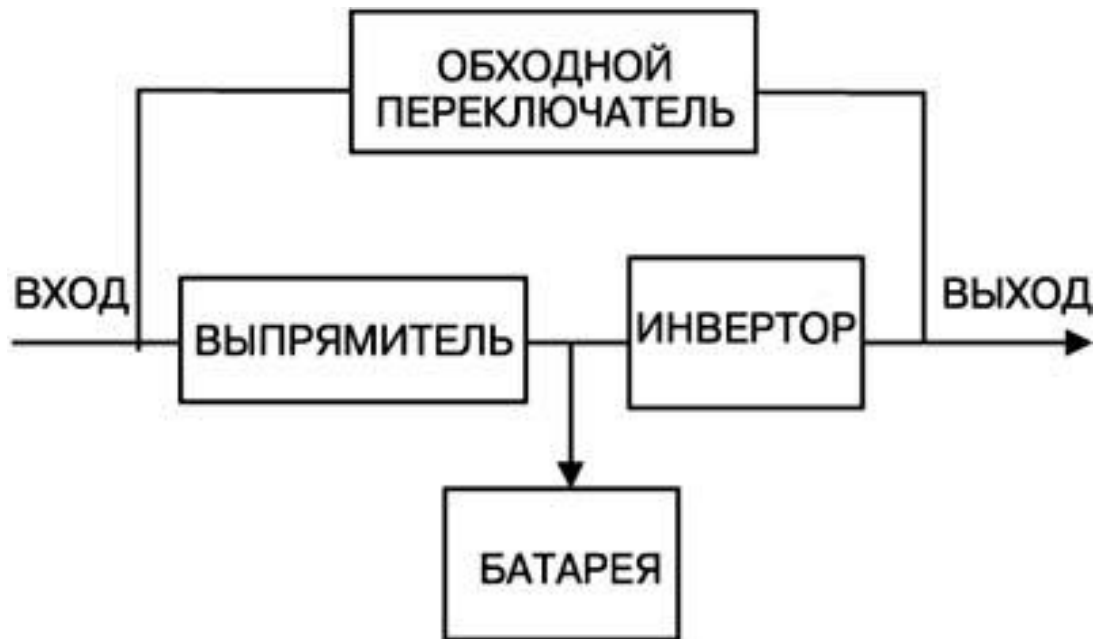 ОБХОДНОЙ
ПЕРЕКЛЮЧАТЕЛЬ
ВХОД
ВЫПРЯМИТЕЛЬ
ИНВЕРТОР
ВЫХОД
БАТАРЕЯ